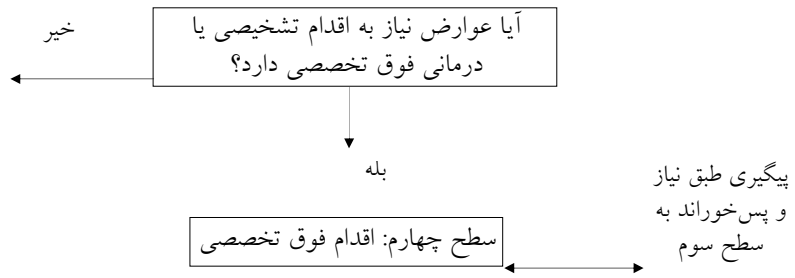 آیا عوارض نیاز به اقدام تشخیصی یا
درمانی فوق تخصصی دارد؟
خیر
بله
سطح چهارم: اقدام فوق تخصصی
پیگیری طبق نیاز
و پس‌خوراند به
سطح سوم